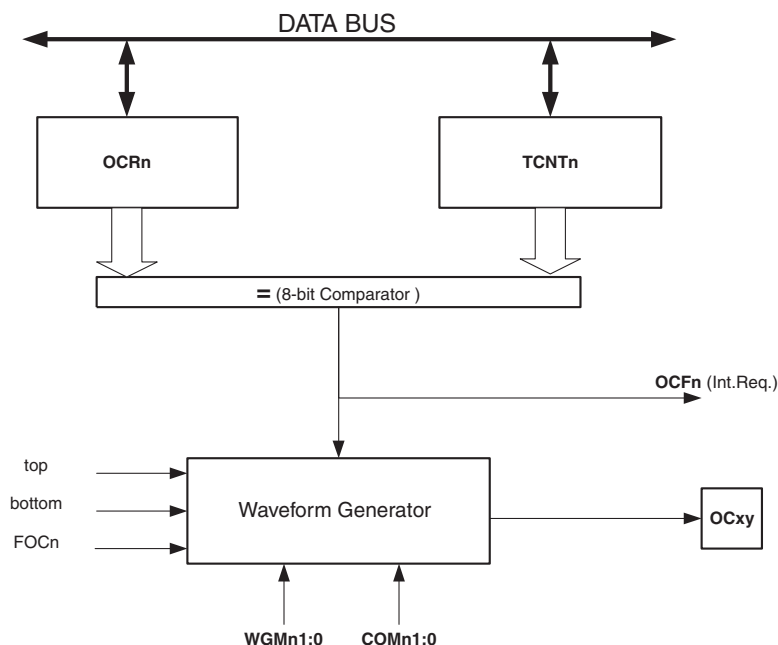 DATA BUS
OCRn
TCNTn
= (8-bit Comparator )
OCFn (Int.Req.)
top
bottom
FOCn
Waveform Generator
OCxy
WGMn1:0
COMn1:0